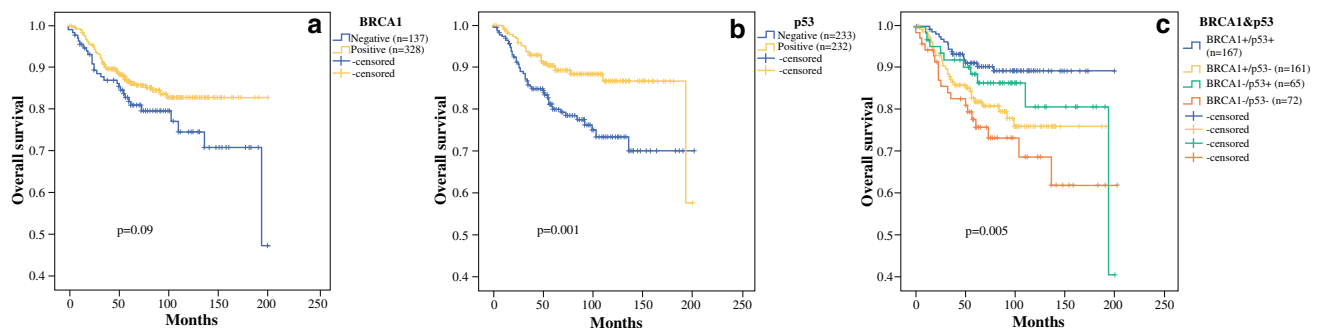 a
BRCA1
Negative (n=137)
Positive (n=328)
-censored
-censored
Overall survival
1.0
0.9
0.8
0.7
0.6
0.5
0.4
p=0.09
0 50 100 150 200 250
Months
b
p53
Negative (n=233)
Positive (n=232)
-censored
-censored
Overall survival
1.0
0.9
0.8
0.7
0.6
0.5
0.4
p=0.001
0 50 100 150 200 250
Months
c
BRCA1&p53
BRCA1+/p53+
(n=167)
BRCA1+/p53- (n=161)
BRCA1-/p53+ (n=65)
BRCA1-/p53- (n=72)
-censored
-censored
-censored
-censored
Overall survival
1.0
0.9
0.8
0.7
0.6
0.5
0.4
p=0.005
0 50 100 150 200 250
Months